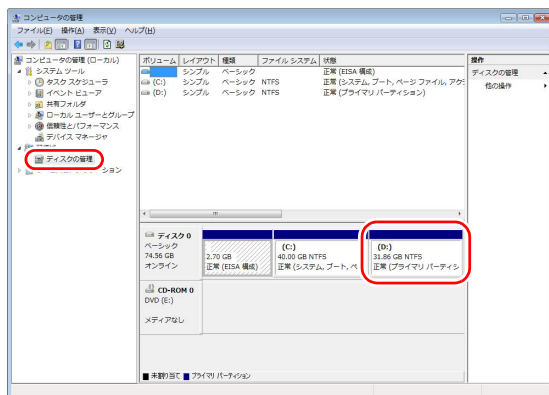 コンピュータの管理
ファイル(F) 操作(A) 表示(V) ヘルプ(H)
コンピュータの管理 (ローカル)
システム ツール
タスク スケジューラ
イベント ビューア
共有フォルダ
ローカル ユーザーとグループ
信頼性とパフォーマンス
デバイス マネージャ
ディスクの管理
ション
ボリューム レイアウト 種類 ファイル システム 状態
シンプル ベーシック 正常 (EISA 構成)
(C:) シンプル ベーシック NTFS 正常 (システム, ブート, ページ ファイル, アクラ
(D:) シンプル ベーシック NTFS 正常 (プライマリ パーティション)
操作
ディスクの管理
他の操作
ディスク 0
ベーシック
74.56 GB
オンライン
2.70 GB
正常 (EISA 構成)
(C:)
40.00 GB NTFS
正常 (システム, ブート, ペ
(D:)
31.86 GB NTFS
正常 (プライマリ パーティシ
CD-ROM 0
DVD (E:)
メディアなし
未割り当て プライマリ パーティション